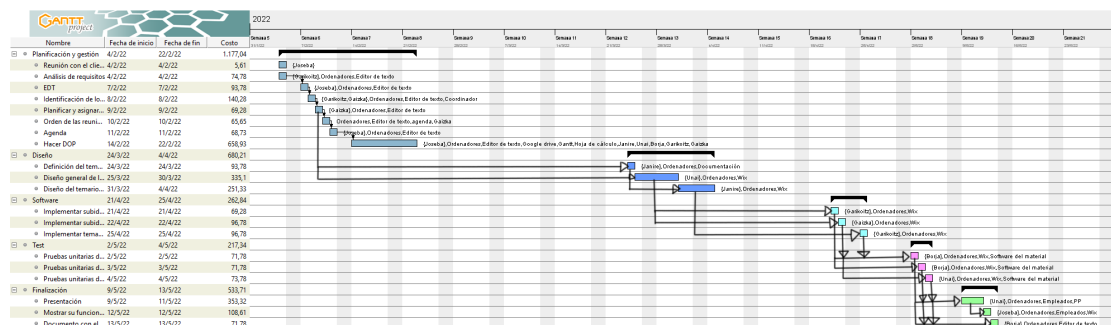 GANTT
project
2022
Nombre Fecha de inicio Fecha de fin Costo
Semana 5 Semana 6 Semana 7 Semana 8 Semana 9 Semana 10 Semana 11 Semana 12 Semana 13 Semana 14 Semana 15 Semana 16 Semana 17 Semana 18 Semana 19 Semana 20 Semana 21
Planificación y gestión 4/2/22 22/2/22 1.177,04
Reunión con el clie... 4/2/22 4/2/22 5,61 {Joseba}
Análisis de requisitos 4/2/22 4/2/22 74,78 {Garikoitz},Ordenadores,Editor de texto
EDT 7/2/22 7/2/22 93,78 {Joseba},Ordenadores,Editor de texto
Identificación de lo... 8/2/22 8/2/22 140,28 {Garikoitz,Gaizka},Ordenadores,Editor de texto,Coordinador
Planificar y asignar... 9/2/22 9/2/22 69,28 {Gaizka},Ordenadores,Editor de texto
Orden de las reuni... 10/2/22 10/2/22 65,65 Ordenadores,Editor de texto,agenda,Gaizka
Agenda 11/2/22 11/2/22 68,73 {Joseba},Ordenadores,Editor de texto
Hacer DOP 14/2/22 22/2/22 658,93 {Joseba},Ordenadores,Editor de texto,Google drive,Gantt,Hoja de cálculo,Janire,Unai,Borja,Garikoitz,Gaizka
Diseño 24/3/22 4/4/22 680,21
Definición del tem... 24/3/22 24/3/22 93,78 {Janire},Ordenadores,Documentación
Diseño general de l... 25/3/22 30/3/22 335,1 {Unai},Ordenadores,Wix
Diseño del temario... 31/3/22 4/4/22 251,33 {Janire},Ordenadores,Wix
Software 21/4/22 25/4/22 262,84
Implementar subid... 21/4/22 21/4/22 69,28 {Garikoitz},Ordenadores,Wix
Implementar subid... 22/4/22 22/4/22 96,78 {Gaizka},Ordenadores,Wix
Implementar tema... 25/4/22 25/4/22 96,78 {Garikoitz},Ordenadores,Wix
Test 2/5/22 4/5/22 217,34
Pruebas unitarias d... 2/5/22 2/5/22 71,78 {Borja},Ordenadores,Wix,Software del material
Pruebas unitarias d... 3/5/22 3/5/22 71,78 {Borja},Ordenadores,Wix,Software del material
Pruebas unitarias d... 4/5/22 4/5/22 73,78 {Unai},Ordenadores,Wix,Software del material
Finalización 9/5/22 13/5/22 533,71
Presentación 9/5/22 11/5/22 353,32 {Unai},Ordenadores,Empleados,PP
Mostrar su funcion... 12/5/22 12/5/22 108,61 {Joseba},Ordenadores,Empleados,Wix
Documento con el 13/5/22 13/5/22 71,78 {Borja},Ordenadores,Editor de texto